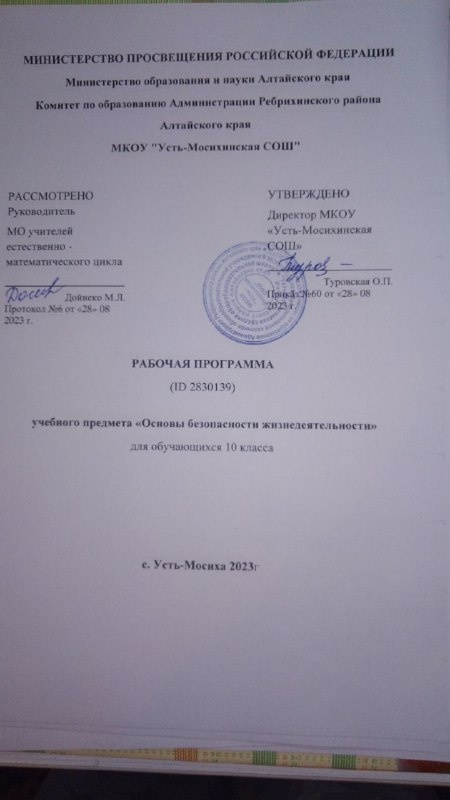 МИНИСТЕРСТВО ПРОСВЕЩЕНИЯ РОССИЙСКОЙ ФЕДЕРАЦИИ
Министерство образования и науки Алтайского края
Комитет по образованию Администрации Ребрихинского района
Алтайского края
МКОУ "Усть-Мосихинская СОШ"
РАССМОТРЕНО
Руководитель
МО учителей
естественно -
математического цикла
Дойнеко М.Л.
Протокол №6 от «28» 08
2023 г.
УТВЕРЖДЕНО
Директор МКОУ
«Усть-Мосихинская
СОШ»
Туровская О.П.
Приказ №60 от «28» 08
2023 г.
РАБОЧАЯ ПРОГРАММА
(ID 2830139)
учебного предмета «Основы безопасности жизнедеятельности»
для обучающихся 10 класса
с. Усть-Мосиха 2023г